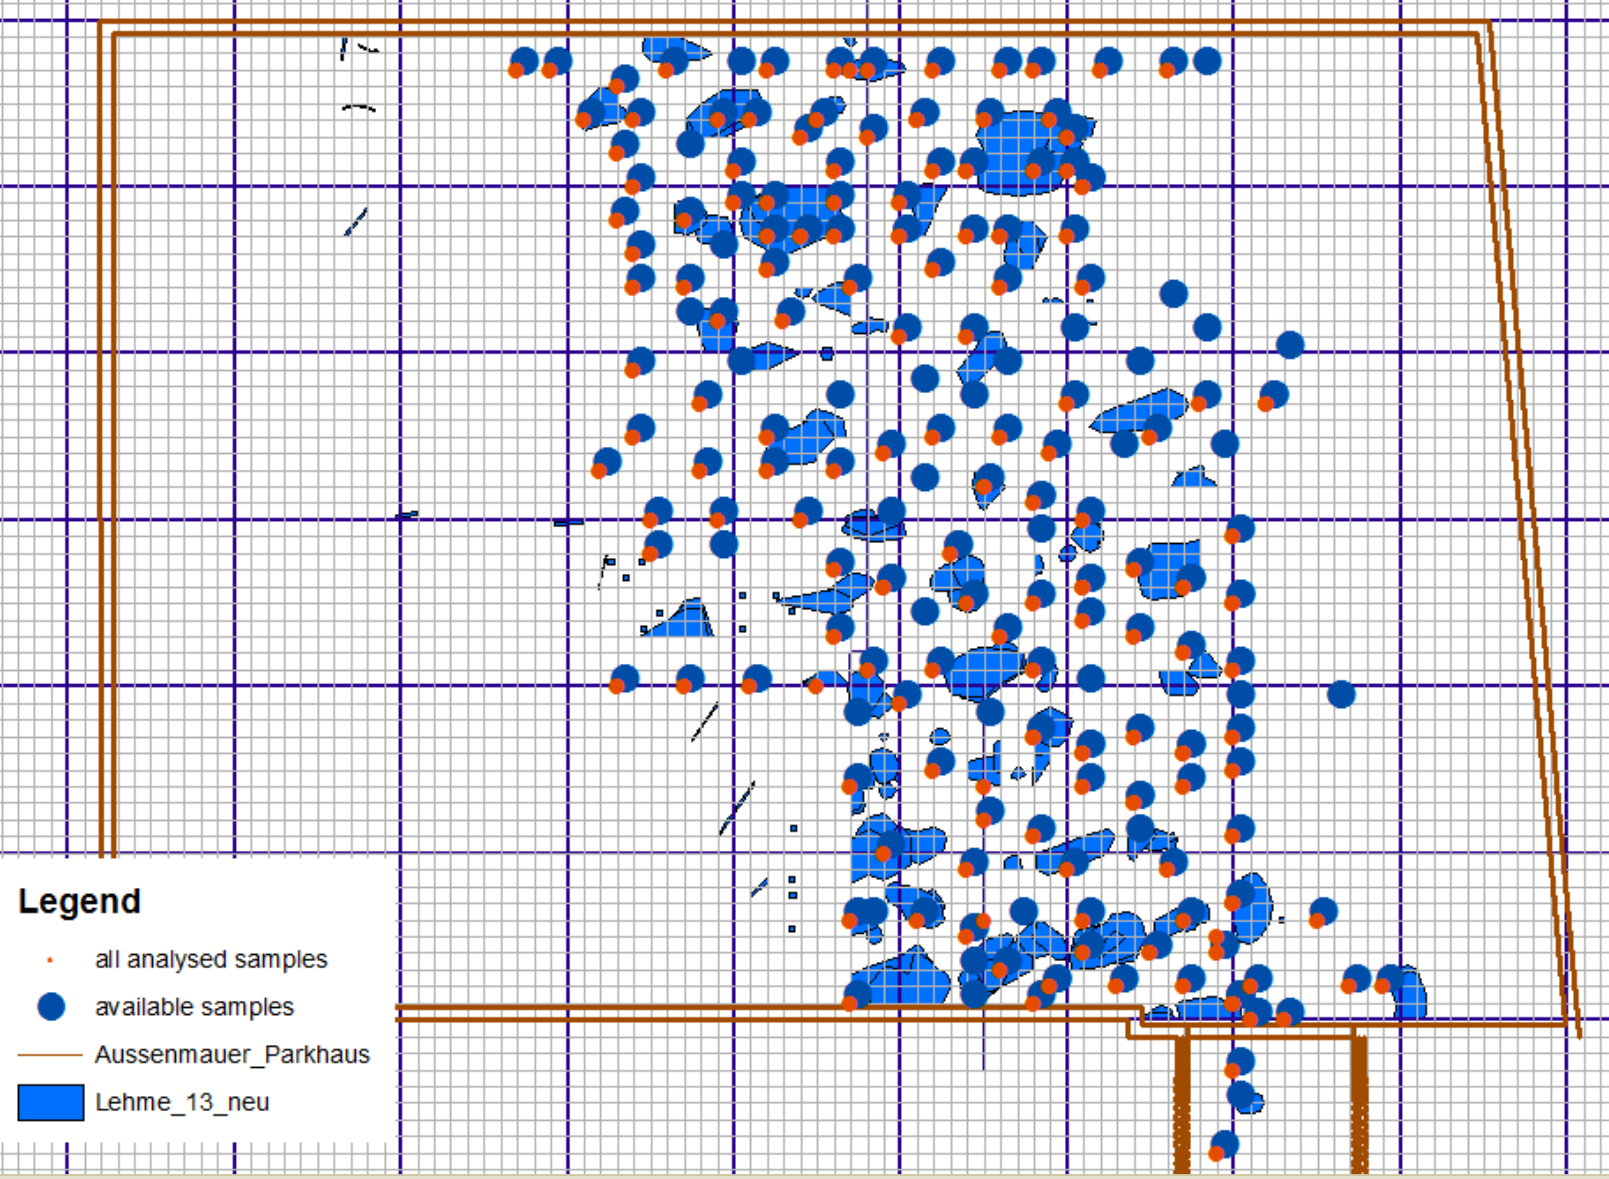 Legend
all analysed samples
available samples
Aussenmauer_Parkhaus
Lehme_13_neu